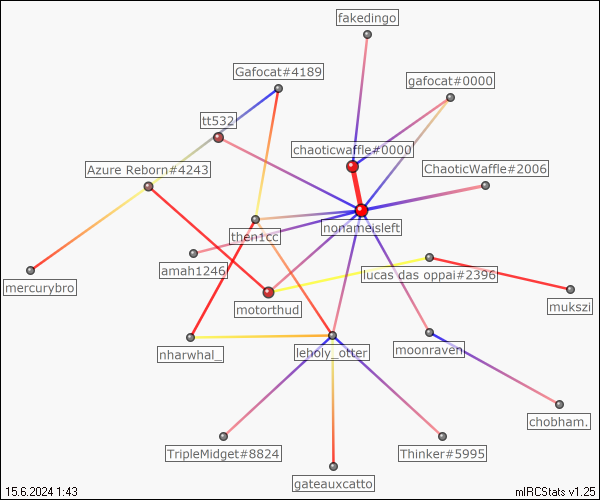 fakedingo
Gafocat#4189
gafocat#0000
tt532
chaoticwaffle#0000
Azure Reborn#4243
ChaoticWaffle#2006
then1cc
nonameisleft
amah1246
lucas das oppai#2396
mercurybro
motorthud
mukszi
nharwhal_
leholy_otter
moonraven
chobham.
TripleMidget#8824
Thinker#5995
gateauxcatto
15.6.2024 1:43
mIRCStats v1.25